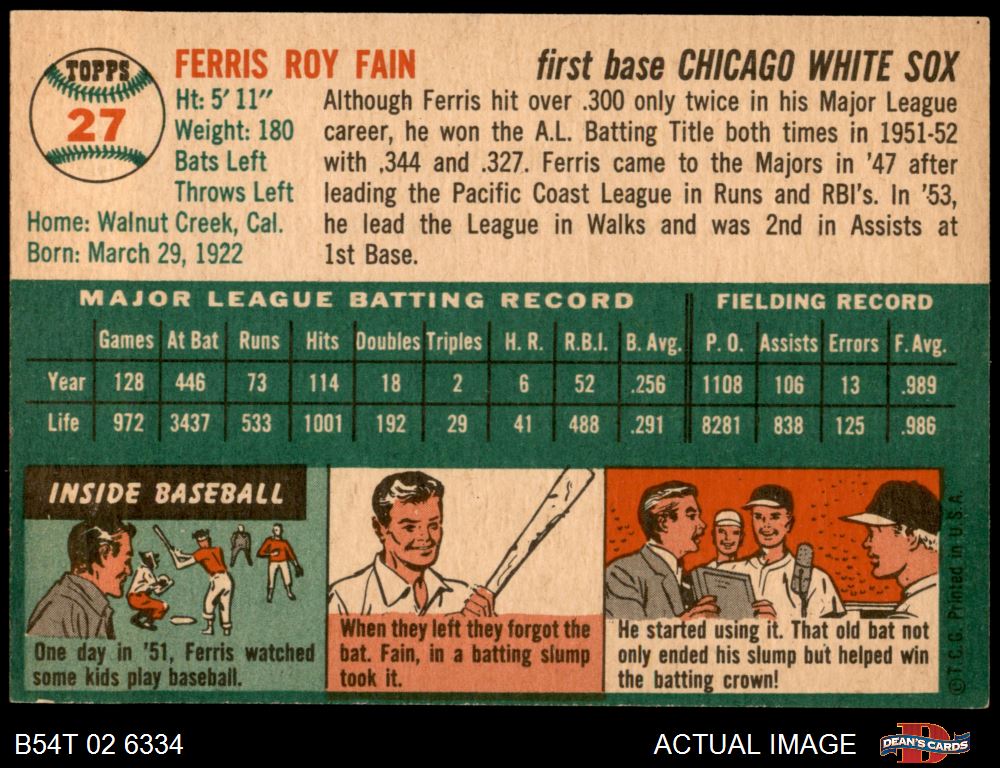 TOPPS
27
FERRIS ROY FAIN
first base CHICAGO WHITE SOX
Ht: 5' 11"
Weight: 180
Bats Left
Throws Left
Home: Walnut Creek, Cal.
Born: March 29, 1922
Although Ferris hit over .300 only twice in his Major League
career, he won the A.L. Batting Title both times in 1951-52
with .344 and .327. Ferris came to the Majors in '47 after
leading the Pacific Coast League in Runs and RBI's. In '53,
he lead the League in Walks and was 2nd in Assists at
1st Base.
MAJOR LEAGUE BATTING RECORD FIELDING RECORD
Games At Bat Runs Hits Doubles Triples H. R. R.B.I. B. Avg. P. O. Assists Errors F. Avg.
Year 128 446 73 114 18 2 6 52 .256 1108 106 13 .989
Life 972 3437 533 1001 192 29 41 488 .291 8281 838 125 .986
INSIDE BASEBALL
One day in '51, Ferris watched
some kids play baseball.
When they left they forgot the
bat. Fain, in a batting slump
took it.
He started using it. That old bat not
only ended his slump but helped win
the batting crown!
© T.C.G. Printed in U.S.A.
B54T 02 6334
ACTUAL IMAGE
DEAN'S CARDS